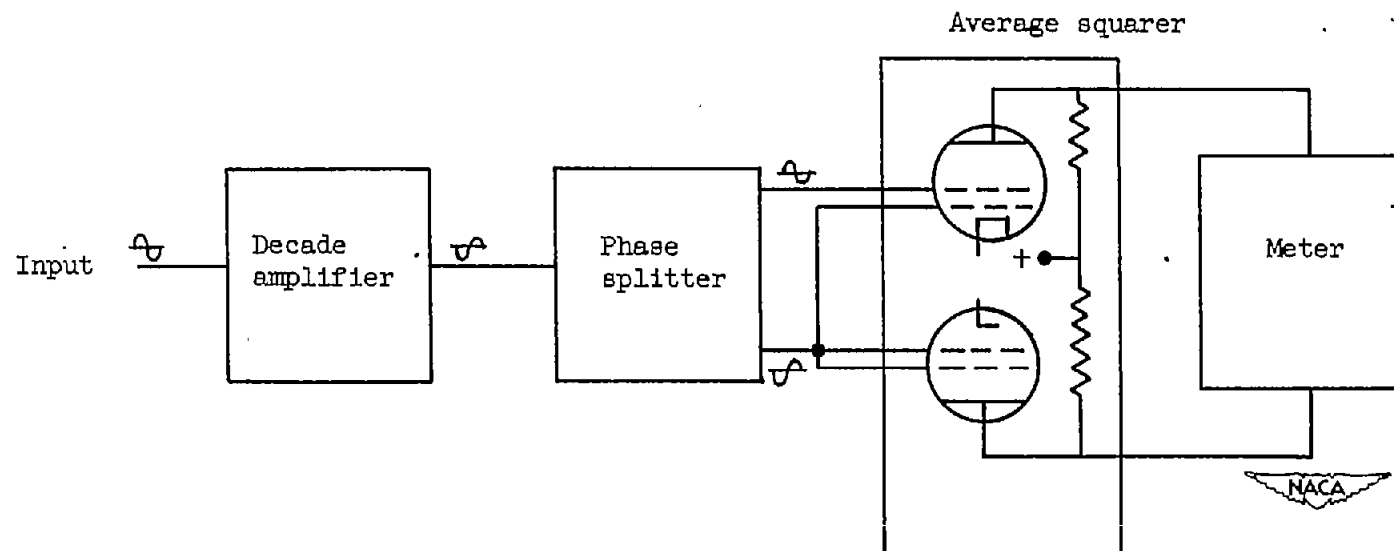 Average squarer
Input
Decade
amplifier
Phase
splitter
+
Meter
NACA